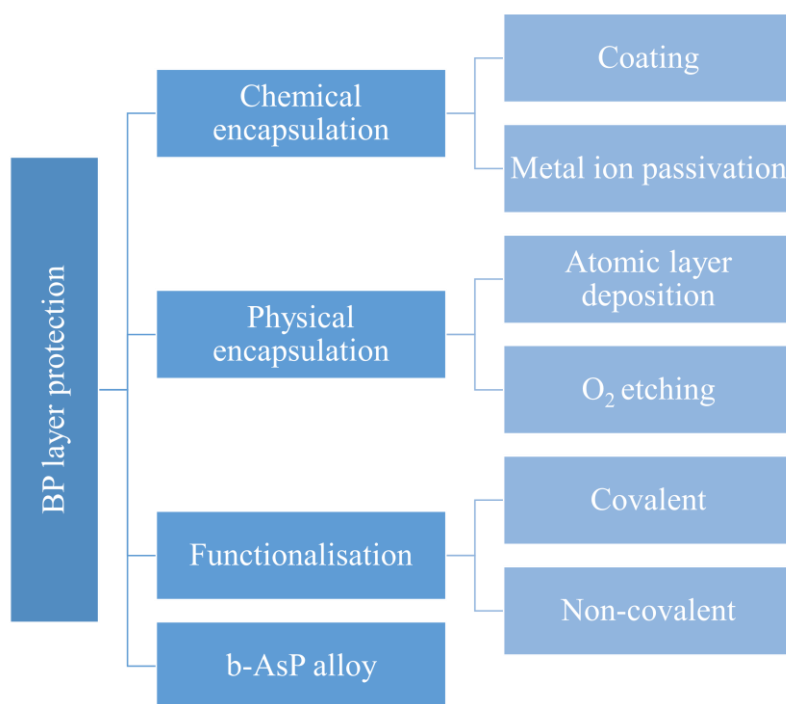 BP layer protection
Chemical
encapsulation
Coating
Metal ion passivation
Physical
encapsulation
Atomic layer
deposition
O₂ etching
Functionalisation
Covalent
Non-covalent
b-AsP alloy